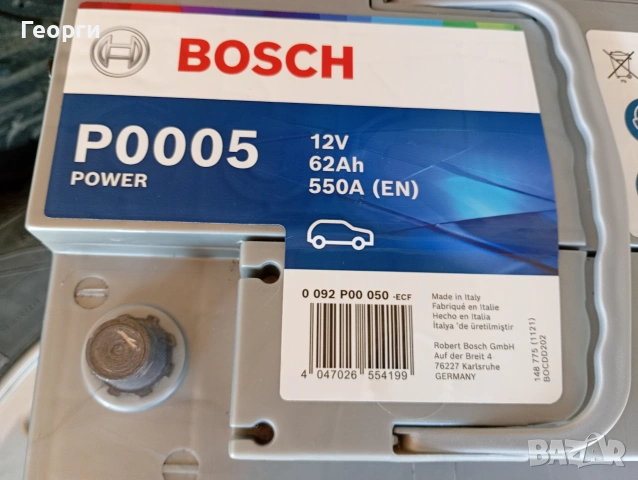 Георги
BOSCH
P0005
POWER
12V
62Ah
550A (EN)
0 092 P00 050 -ECF
4 047026 554199
Made in Italy
Fabriqué en Italie
Hecho en Italia
İtalya 'de üretilmiştir
Robert Bosch GmbH
Auf der Breit 4
76227 Karlsruhe
GERMANY
148 775 (1121)
BOCDD202
Pb
BAZAR